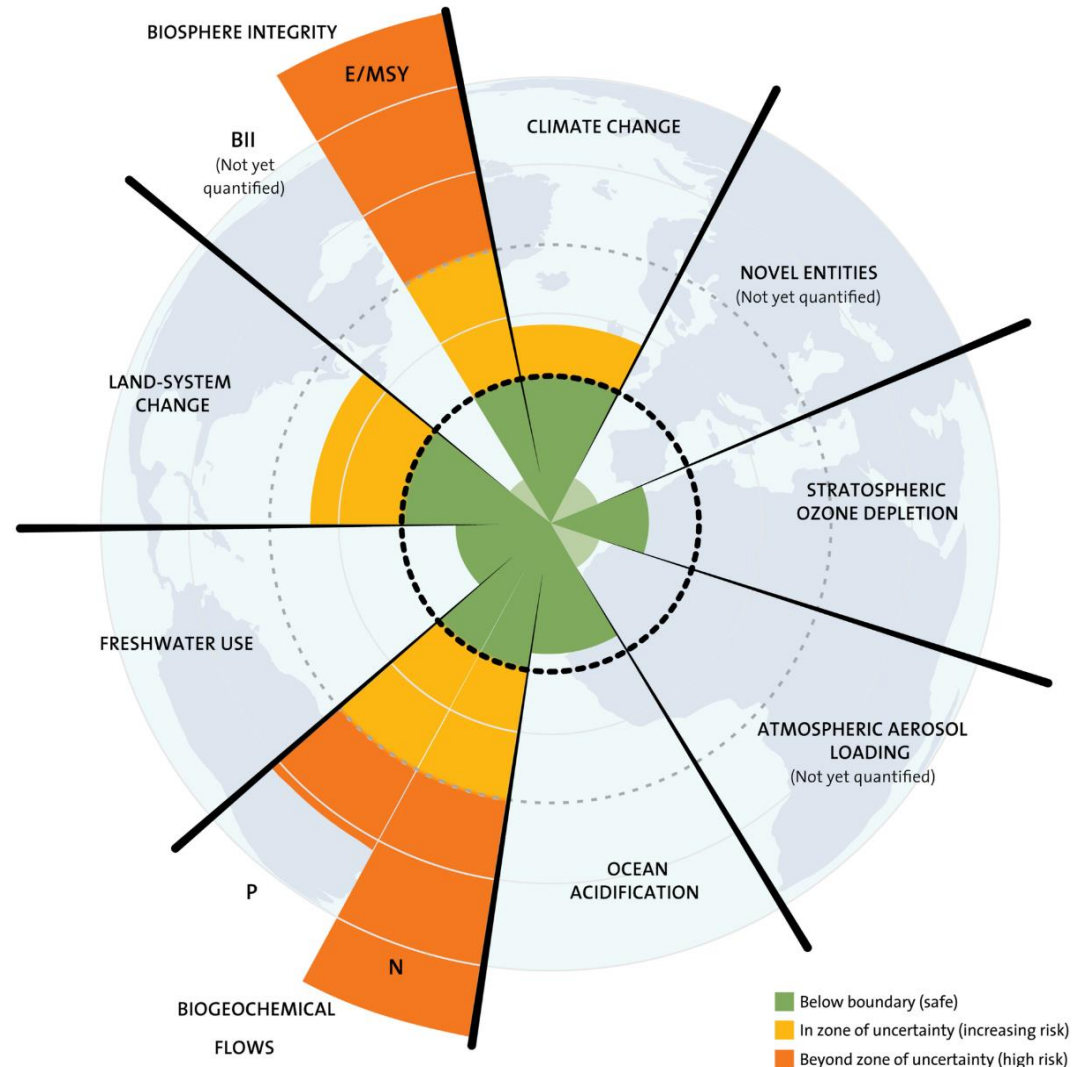 BIOSPHERE INTEGRITY
E/MSY
CLIMATE CHANGE
BII
(Not yet
quantified)
NOVEL ENTITIES
(Not yet quantified)
LAND-SYSTEM
CHANGE
STRATOSPHERIC
OZONE DEPLETION
FRESHWATER USE
ATMOSPHERIC AEROSOL
LOADING
(Not yet quantified)
OCEAN
ACIDIFICATION
P
N
BIOGEOCHEMICAL
FLOWS
Below boundary (safe)
In zone of uncertainty (increasing risk)
Beyond zone of uncertainty (high risk)